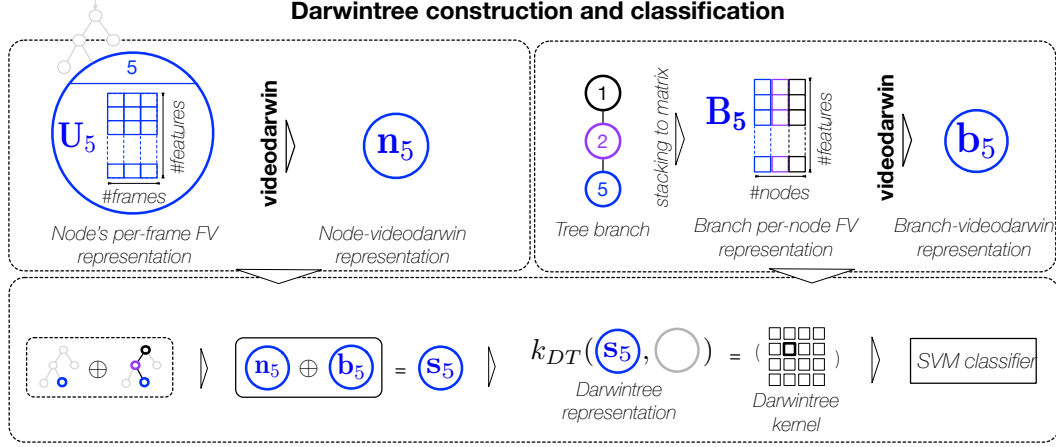 Darwintree construction and classification
5
U5
#features
#frames
videodarwin
n5
Node's per-frame FV
representation
Node-videodarwin
representation
1
2
5
Tree branch
stacking to matrix
B5
#features
#nodes
Branch per-node FV
representation
videodarwin
b5
Branch-videodarwin
representation
⊕
n5 ⊕ b5 = s5
kDT(s5, ) = ( )
Darwintree
representation
Darwintree
kernel
SVM classifier